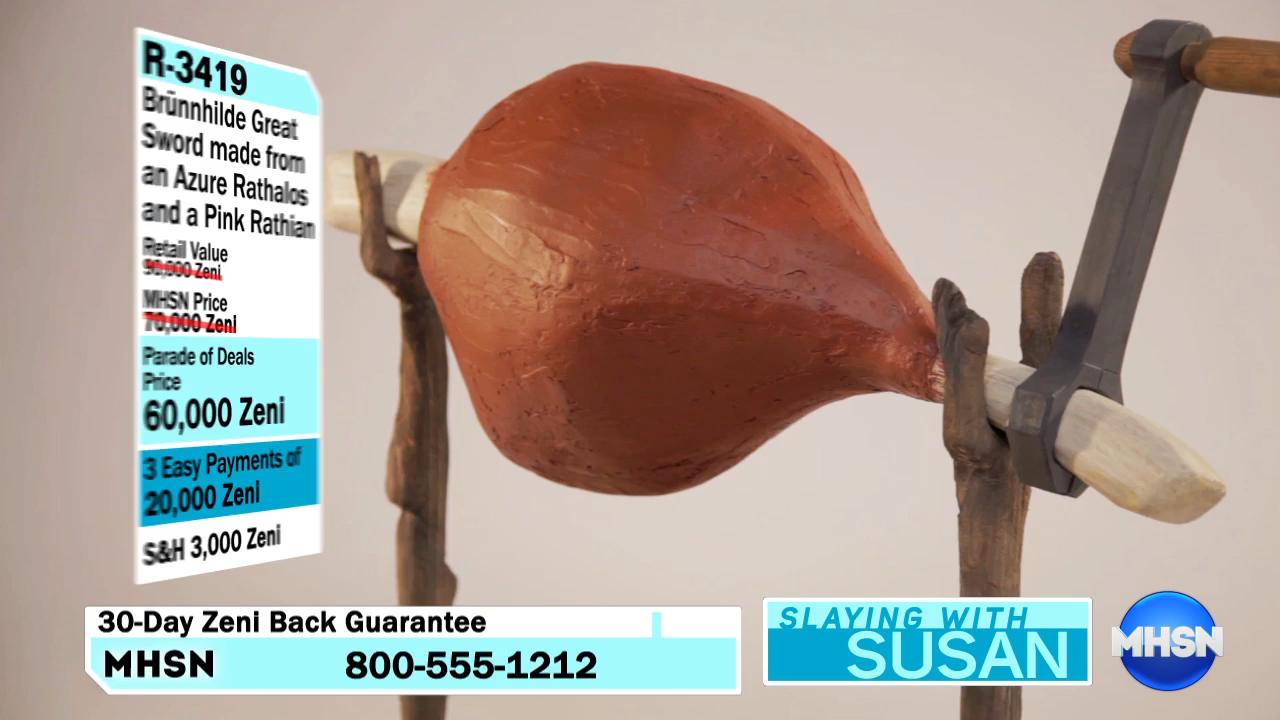 R-3419
Brünnhilde Great
Sword made from
an Azure Rathalos
and a Pink Rathian
Retail Value
90,000 Zeni
MHSN Price
70,000 Zeni
Parade of Deals
Price
60,000 Zeni
3 Easy Payments of
20,000 Zeni
S&H 3,000 Zeni
30-Day Zeni Back Guarantee
MHSN 800-555-1212
SLAYING WITH
SUSAN
MHSN